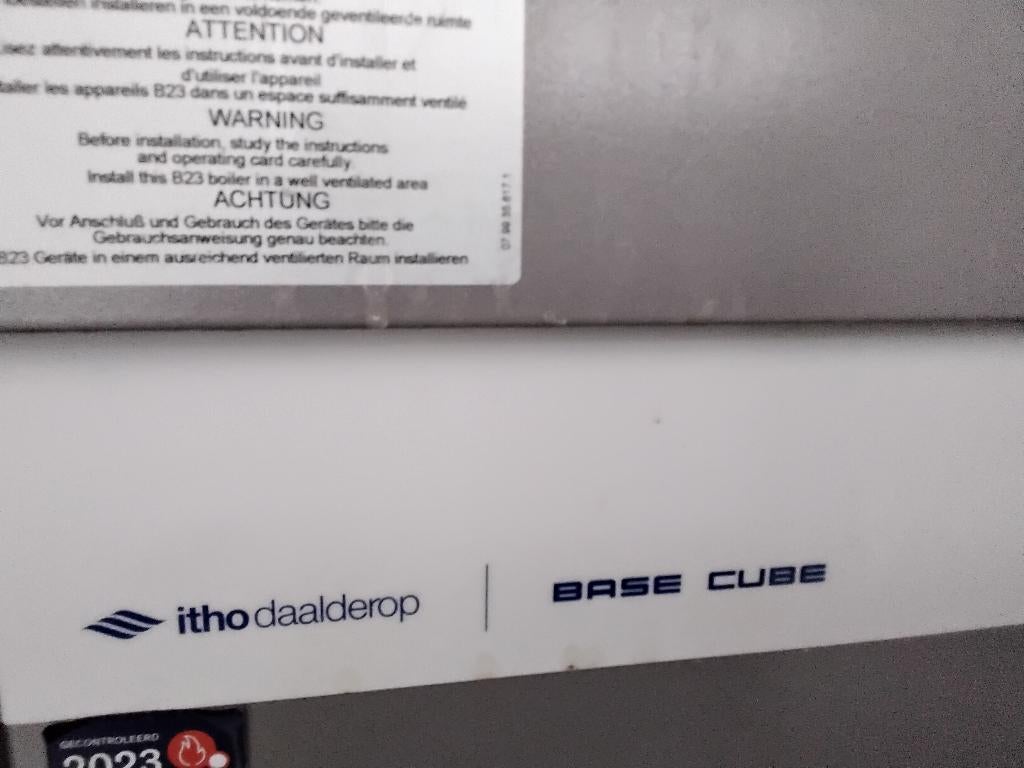 installeren in een voldoende geventileerde ruimte
ATTENTION
attentivement les instructions avant d'installer et
d'utiliser l'appareil
les appareils B23 dans un espace suffisamment ventilé
WARNING
Before installation, study the instructions
and operating card carefully.
Install this B23 boiler in a well ventilated area
ACHTUNG
Vor Anschluß und Gebrauch des Gerätes bitte die
Gebrauchsanweisung genau beachten.
B23 Geräte in einem ausreichend ventilierten Raum installieren
itho daalderop
BASE CUBE
GECONTROLEERD
2023